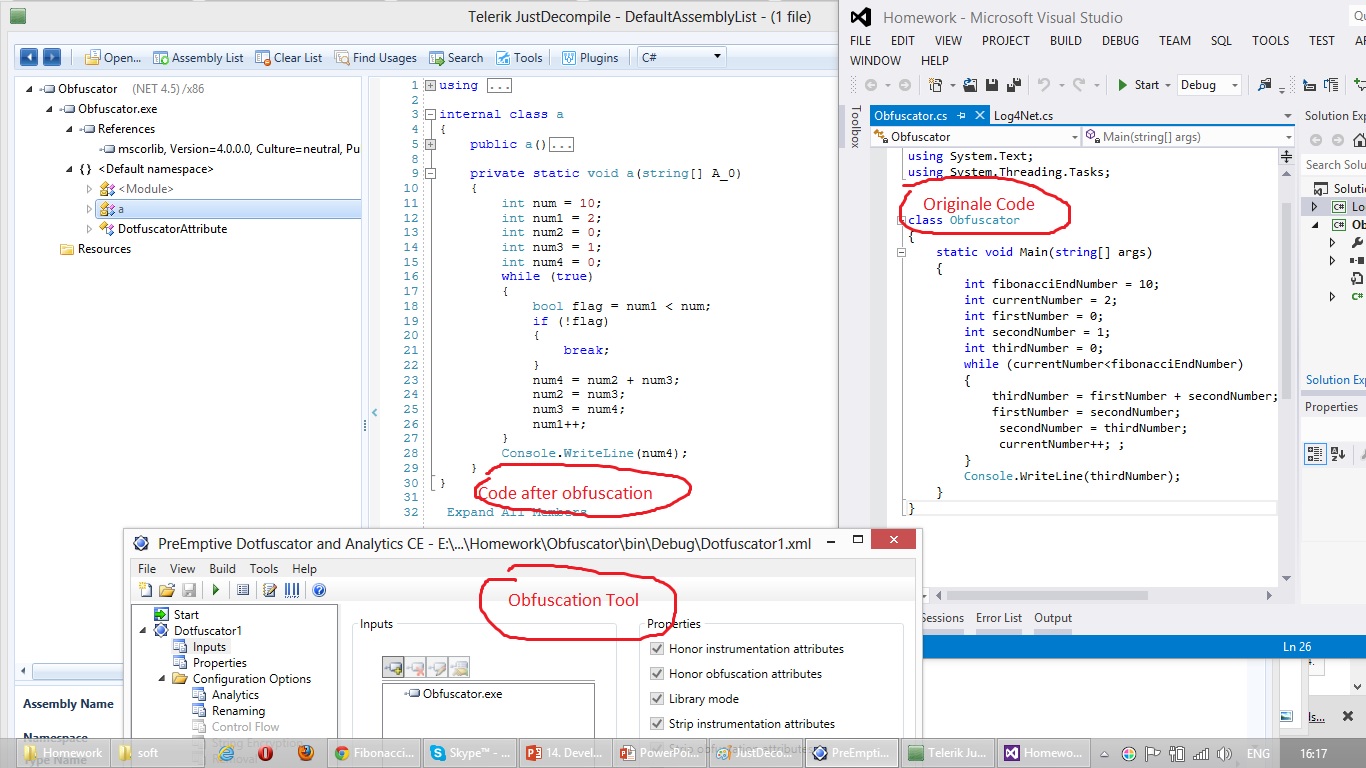 Telerik JustDecompile - DefaultAssemblyList - (1 file)
Open...
Assembly List
Clear List
Find Usages
Search
Tools
Plugins
C#
Obfuscator (NET 4.5) /x86
Obfuscator.exe
References
mscorlib, Version=4.0.0.0, Culture=neutral, Pu
{} <Default namespace>
<Module>
a
DotfuscatorAttribute
Resources
Assembly Name
1 using ...
2
3 internal class a
4 {
5 public a()...
8
9 private static void a(string[] A_0)
10 {
11 int num = 10;
12 int num1 = 2;
13 int num2 = 0;
14 int num3 = 1;
15 int num4 = 0;
16 while (true)
17 {
18 bool flag = num1 < num;
19 if (!flag)
20 {
21 break;
22 }
23 num4 = num2 + num3;
24 num2 = num3;
25 num3 = num4;
26 num1++;
27 }
28 Console.WriteLine(num4);
29 }
30 }
31
32 Expand All Members
Code after obfuscation
Homework - Microsoft Visual Studio
Qu
FILE EDIT VIEW PROJECT BUILD DEBUG TEAM SQL TOOLS TEST AR
WINDOW HELP
Start
Debug
Toolbox
Obfuscator.cs
Log4Net.cs
Obfuscator
Main(string[] args)
using System.Text;
using System.Threading.Tasks;
Originale Code
class Obfuscator
{
static void Main(string[] args)
{
int fibonacciEndNumber = 10;
int currentNumber = 2;
int firstNumber = 0;
int secondNumber = 1;
int thirdNumber = 0;
while (currentNumber<fibonacciEndNumber)
{
thirdNumber = firstNumber + secondNumber;
firstNumber = secondNumber;
secondNumber = thirdNumber;
currentNumber++; ;
}
Console.WriteLine(thirdNumber);
}
}
Solution Exp
Search Solu
Soluti
C# Lo
C# Ob
C#
Solution Exp
Properties
Sessions
Error List
Output
Ln 26
PreEmptive Dotfuscator and Analytics CE - E:\...\Homework\Obfuscator\bin\Debug\Dotfuscator1.xml
File View Build Tools Help
Obfuscation Tool
Start
Dotfuscator1
Inputs
Properties
Configuration Options
Analytics
Renaming
Control Flow
Inputs
Obfuscator.exe
Properties
Honor instrumentation attributes
Honor obfuscation attributes
Library mode
Strip instrumentation attributes
ls...
Homework
soft
Fibonacci...
Skype™ - ...
14. Devel...
PowerPoi...
JustDeco...
PreEmpti...
Telerik Ju...
Homewo...
ENG
16:17